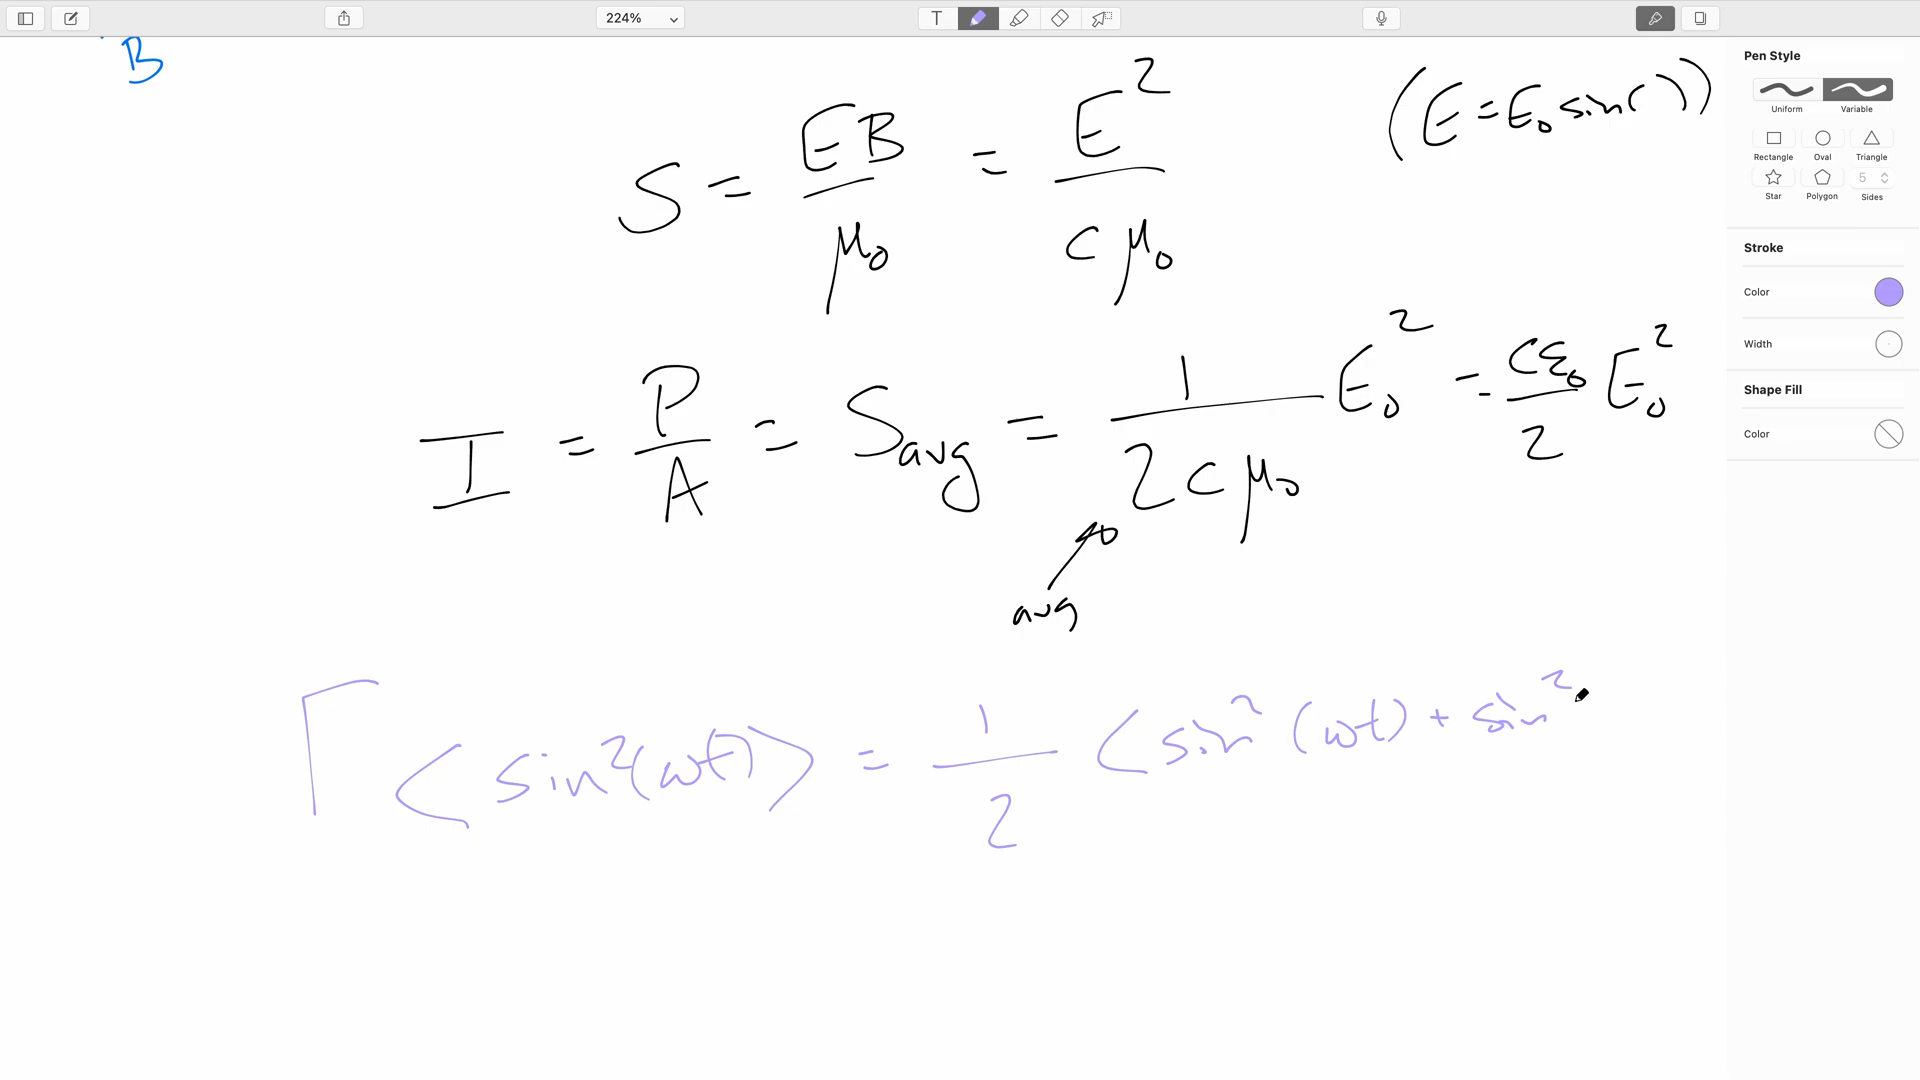 224%
T
B
S = EB/μ₀ = E²/cμ₀
(E = E₀ sin( ))
I = P/A = S_avg = 1/2cμ₀ E₀² = cε₀/2 E₀²
avg
⟨sin²(ωt)⟩ = 1/2 ⟨sin²(ωt) + sin²
Pen Style
Uniform Variable
Rectangle Oval Triangle
5
Star Polygon Sides
Stroke
Color
Width
Shape Fill
Color